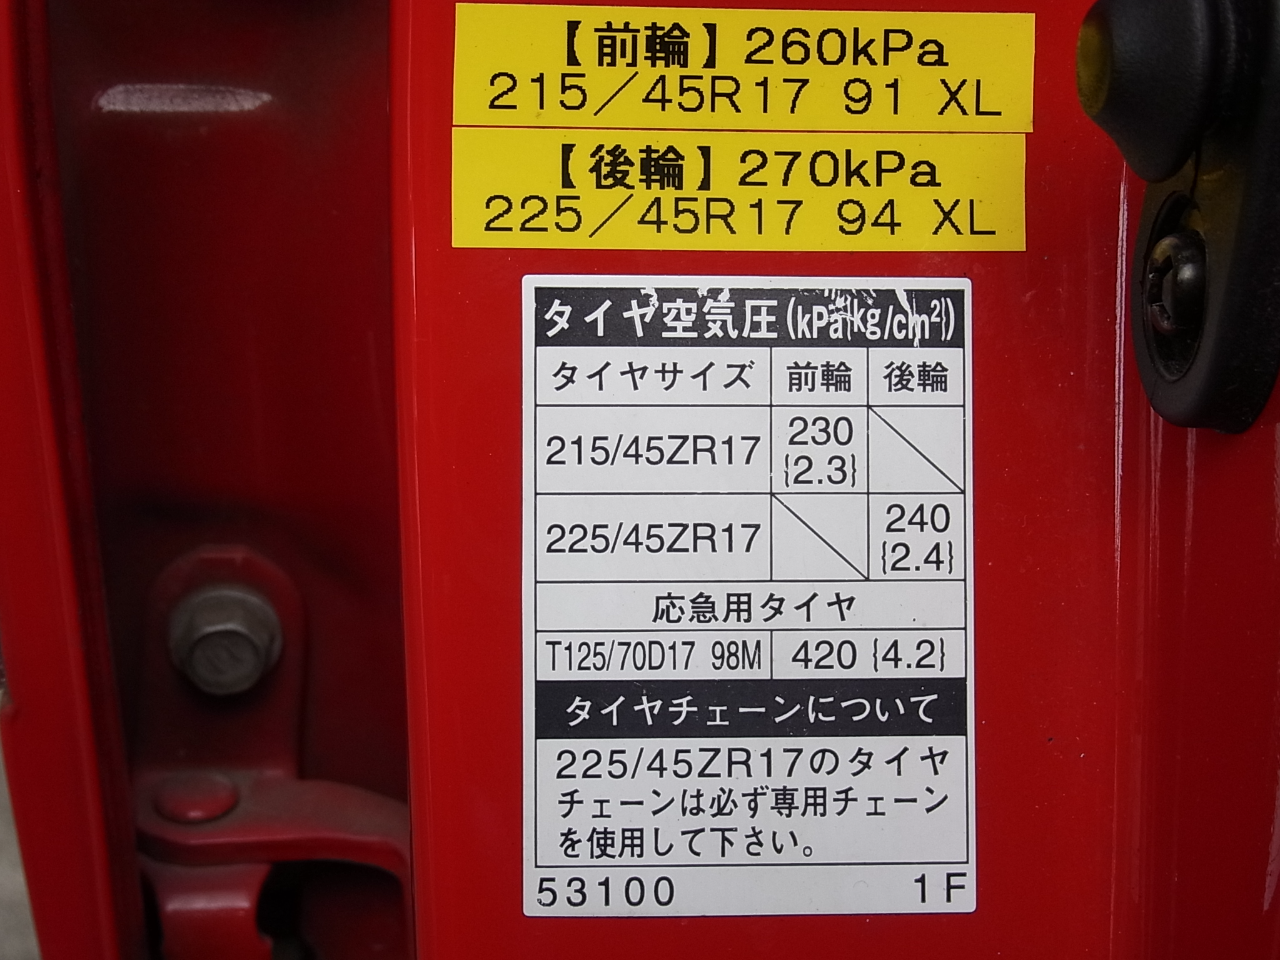 【前輪】260kPa
215／45R17 91 XL
【後輪】270kPa
225／45R17 94 XL
タイヤ空気圧(kPa{kg/cm²})
タイヤサイズ 前輪 後輪
215/45ZR17 230 {2.3}
225/45ZR17 240 {2.4}
応急用タイヤ
T125/70D17 98M 420 {4.2}
タイヤチェーンについて
225/45ZR17のタイヤ
チェーンは必ず専用チェーン
を使用して下さい。
53100 1F